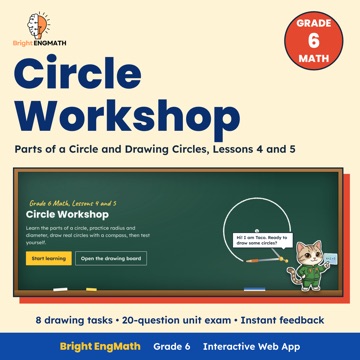 Bright ENGMATH
GRADE
6
MATH
Circle
Workshop
Parts of a Circle and Drawing Circles, Lessons 4 and 5
Grade 6 Math, Lessons 4 and 5
Circle Workshop
Learn the parts of a circle, practice radius and
diameter, draw real circles with a compass, then test
yourself.
Start learning
Open the drawing board
Hi! I am Taco. Ready to
draw some circles?
8 drawing tasks • 20-question unit exam • Instant feedback
Bright EngMath Grade 6 Interactive Web App